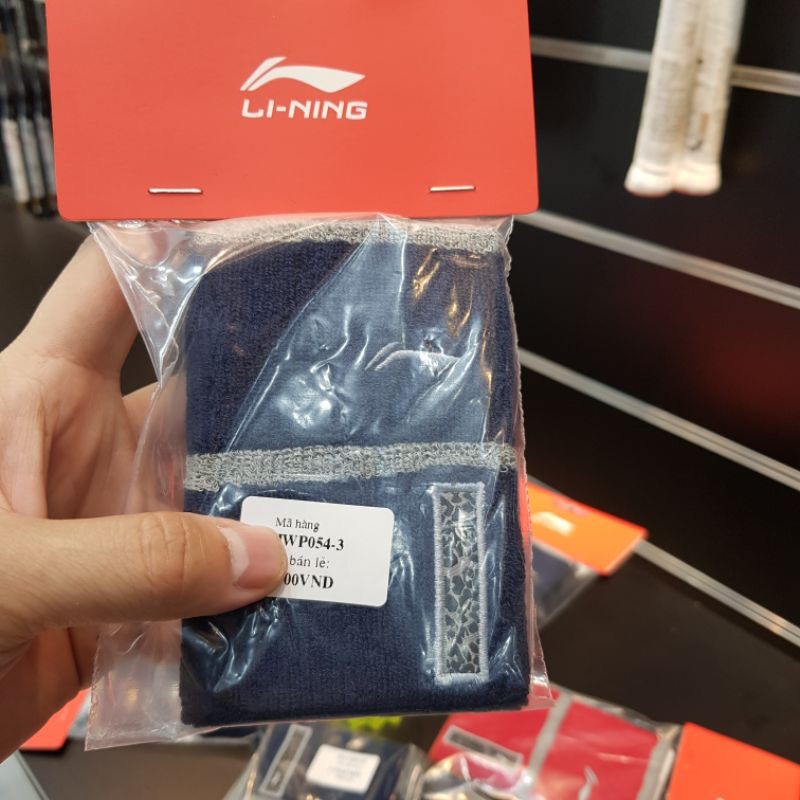 LI-NING
Mã hàng
WP054-3
bán lẻ:
00VND